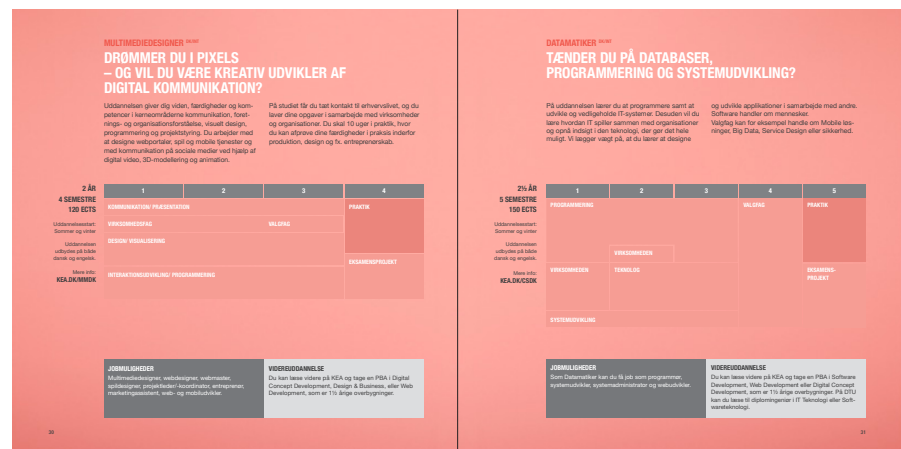 MULTIMEDIEDESIGNER
DRØMMER DU I PIXELS
– OG VIL DU VÆRE KREATIV UDVIKLER AF
DIGITAL KOMMUNIKATION?
Uddannelsen giver dig viden, færdigheder og kom-
petencer i kerneområderne kommunikation, foret-
nings- og organisationsforståelse, visuelt design,
programmering og projektstyring. Du arbejder med
at designe webportaler, spil og mobile tjenester og
med kommunikation på sociale medier ved hjælp af
digital video, 3D-modellering og animation.
På studiet får du tæt kontakt til erhvervslivet, og du
laver dine opgaver i samarbejde med virksomheder
og organisationer. Du skal 10 uger i praktik, hvor
du kan afprøve dine færdigheder i praksis inderfor
produktion, design og fx. entreprenørskab.
2 ÅR
4 SEMESTRE
120 ECTS
Uddannelsesstart:
Sommer og vinter
Uddannelsen
udbydes på både
dansk og engelsk.
Mere info:
KEA.DK/MMDK
1 2 3 4
KOMMUNIKATION/ PRÆSENTATION
PRAKTIK
VIRKSOMHEDSFAG
VALGFAG
DESIGN/ VISUALISERING
EKSAMENSPROJEKT
INTERAKTIONSUDVIKLING/ PROGRAMMERING
JOBMULIGHEDER
Multimediedesigner, webdesigner, webmaster,
spildesigner, projektleder/-koordinator, entreprenør,
marketingassistent, web- og mobiludvikler.
VIDEREUDDANNELSE
Du kan læse videre på KEA og tage en PBA i Digital
Concept Development, Design & Business, eller Web
Development, som er 1½ årige overbygninger.
30
DATAMATIKER
TÆNDER DU PÅ DATABASER,
PROGRAMMERING OG SYSTEMUDVIKLING?
På uddannelsen lærer du at programmere samt at
udvikle og vedligeholde IT-systemer. Desuden vil du
lære hvordan IT spiller sammen med organisationer
og opnå indsigt i den teknologi, der gør det hele
muligt. Vi lægger vægt på, at du lærer at designe
og udvikle applikationer i samarbejde med andre.
Software handler om mennesker.
Valgfag kan for eksempel handle om Mobile løs-
ninger, Big Data, Service Design eller sikkerhed.
2½ ÅR
5 SEMESTRE
150 ECTS
Uddannelsesstart:
Sommer og vinter
Uddannelsen
udbydes på både
dansk og engelsk.
Mere info:
KEA.DK/CSDK
1 2 3 4 5
PROGRAMMERING
VALGFAG
PRAKTIK
VIRKSOMHEDEN
VIRKSOMHEDEN
TEKNOLOGI
EKSAMENS-
PROJEKT
SYSTEMUDVIKLING
JOBMULIGHEDER
Som Datamatiker kan du få job som programmør,
systemudvikler, systemadministrator og webudvikler.
VIDEREUDDANNELSE
Du kan læse videre på KEA og tage en PBA i Software
Development, Web Development eller Digital Concept
Development, som er 1½ årige overbygninger. På DTU
kan du læse til diplomingeniør i IT Teknologi eller Soft-
wareteknologi.
31